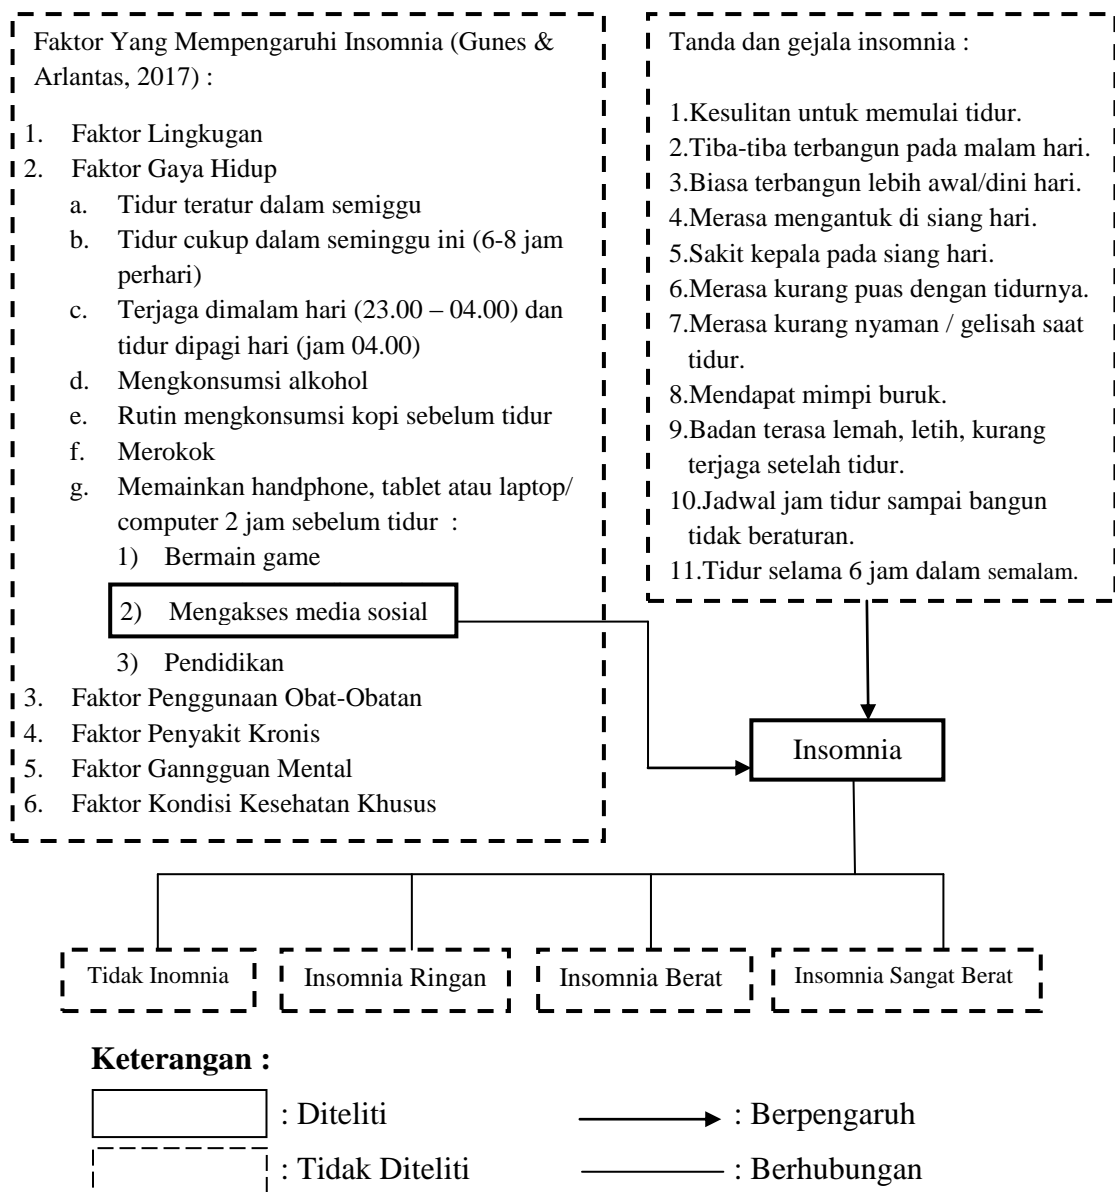 Faktor Yang Mempengaruhi Insomnia (Gunes &
Arlantas, 2017) :
1. Faktor Lingkugan
2. Faktor Gaya Hidup
a. Tidur teratur dalam semiggu
b. Tidur cukup dalam seminggu ini (6-8 jam
perhari)
c. Terjaga dimalam hari (23.00 – 04.00) dan
tidur dipagi hari (jam 04.00)
d. Mengkonsumsi alkohol
e. Rutin mengkonsumsi kopi sebelum tidur
f. Merokok
g. Memainkan handphone, tablet atau laptop/
computer 2 jam sebelum tidur :
1) Bermain game
2) Mengakses media sosial
3) Pendidikan
3. Faktor Penggunaan Obat-Obatan
4. Faktor Penyakit Kronis
5. Faktor Ganngguan Mental
6. Faktor Kondisi Kesehatan Khusus
Tanda dan gejala insomnia :
1.Kesulitan untuk memulai tidur.
2.Tiba-tiba terbangun pada malam hari.
3.Biasa terbangun lebih awal/dini hari.
4.Merasa mengantuk di siang hari.
5.Sakit kepala pada siang hari.
6.Merasa kurang puas dengan tidurnya.
7.Merasa kurang nyaman / gelisah saat
tidur.
8.Mendapat mimpi buruk.
9.Badan terasa lemah, letih, kurang
terjaga setelah tidur.
10.Jadwal jam tidur sampai bangun
tidak beraturan.
11.Tidur selama 6 jam dalam semalam.
Insomnia
Tidak Inomnia
Insomnia Ringan
Insomnia Berat
Insomnia Sangat Berat
Keterangan :
: Diteliti
: Berpengaruh
: Tidak Diteliti
: Berhubungan